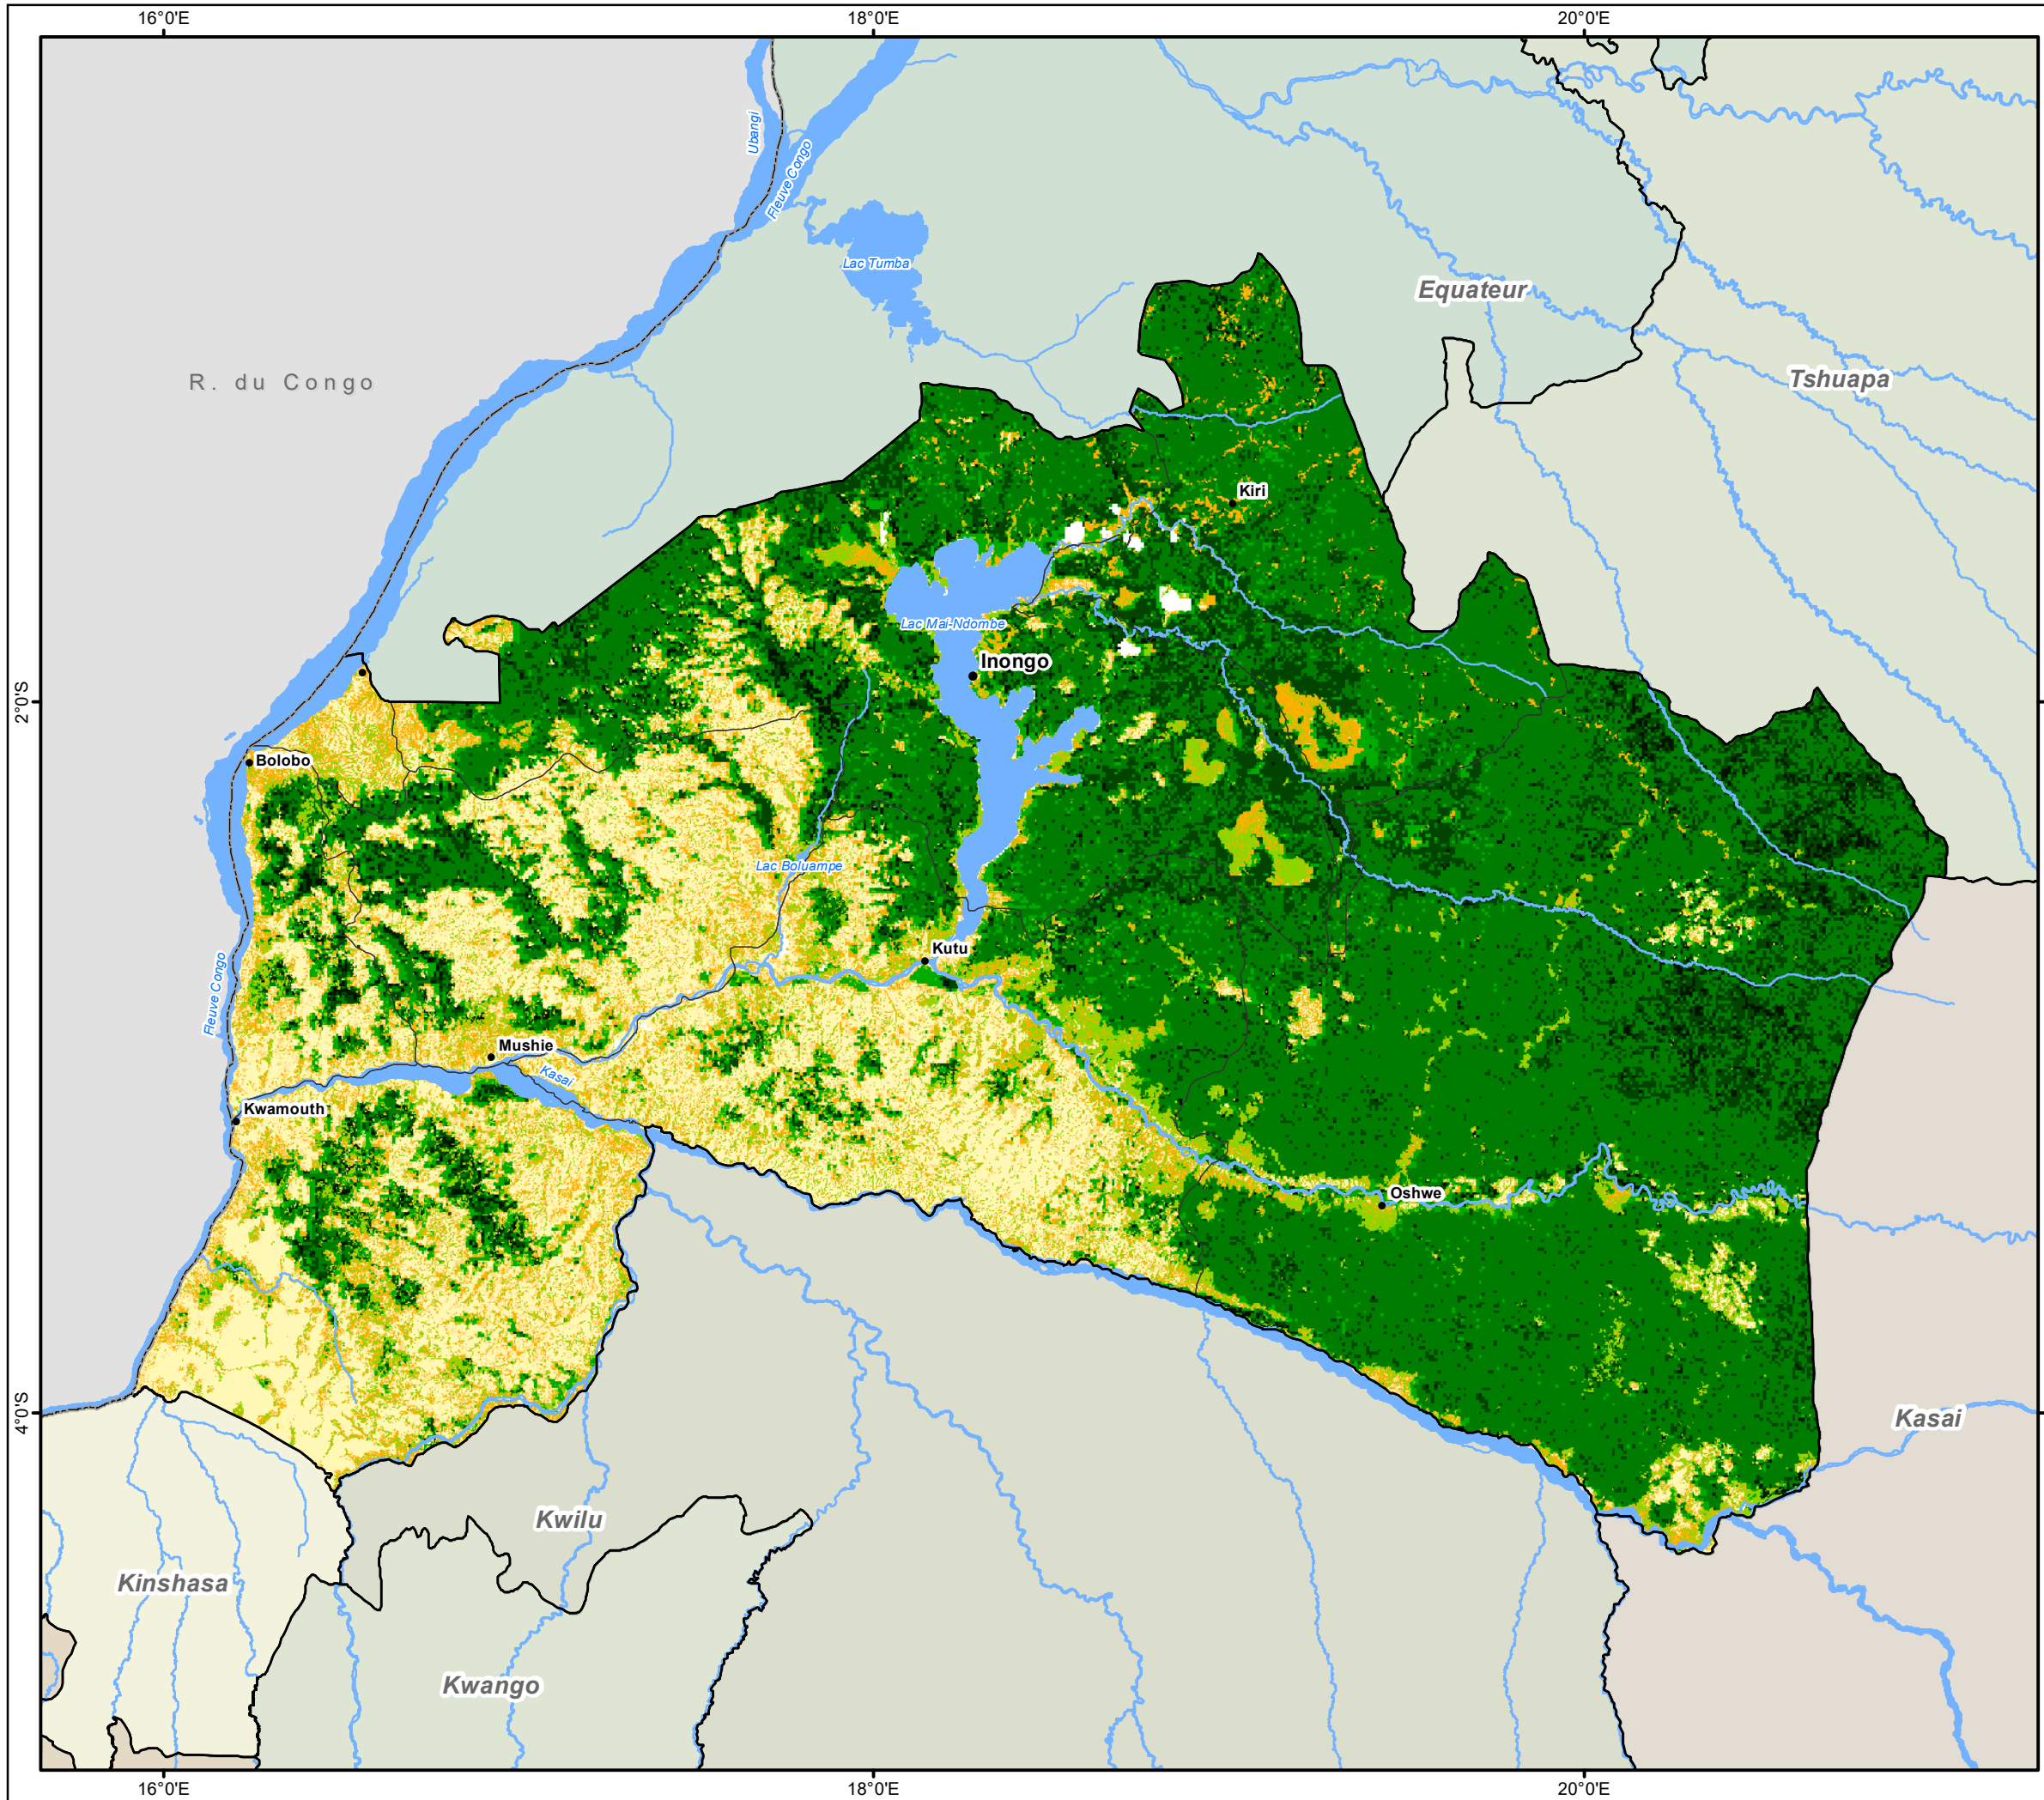 16°0'E
18°0'E
20°0'E
Ubangi
Fleuve Congo
Lac Tumba
Equateur
R. du Congo
Tshuapa
Kiri
Lac Mai-Ndombe
Inongo
2°0'S
2°0'S
Bolobo
Lac Boluampe
Kutu
Fleuve Congo
Mushie
Kasai
Kwamouth
Oshwe
4°0'S
Kasai
Kwilu
Kinshasa
Kwango
16°0'E
18°0'E
20°0'E